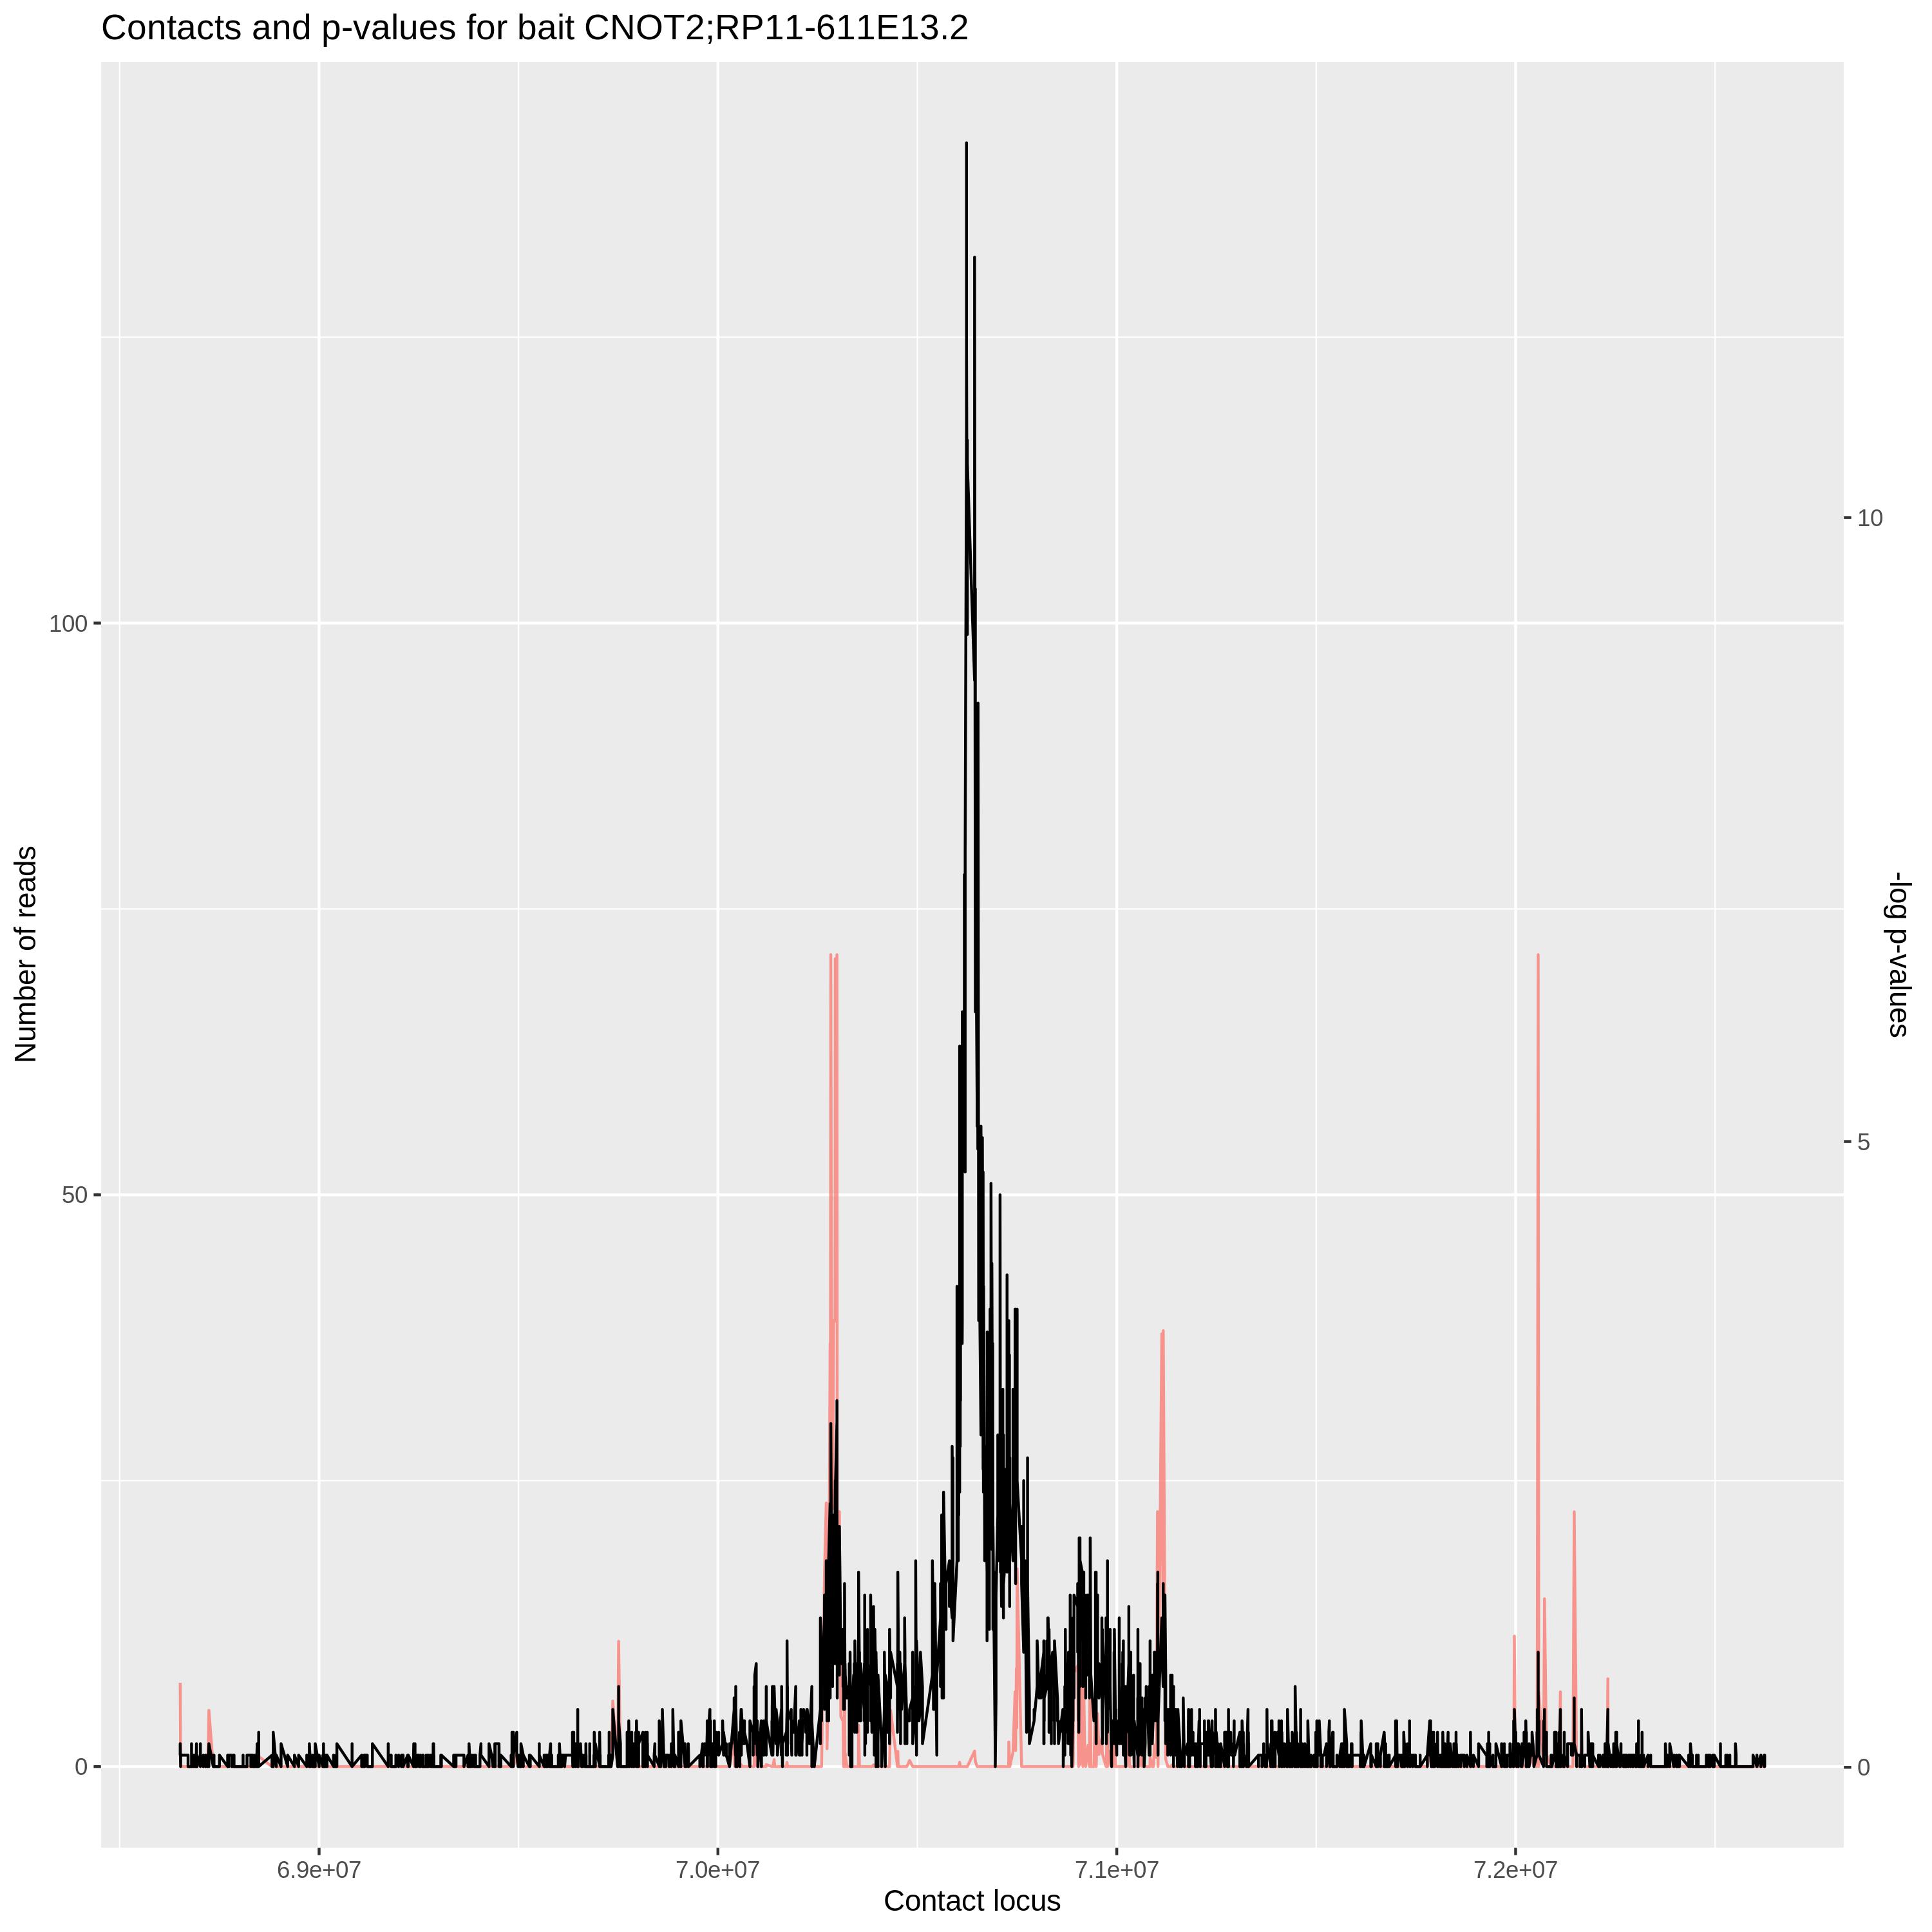 Contacts and p-values for bait CNOT2;RP11-611E13.2
Number of reads
100
50
0
10
5
0
-log p-values
6.9e+07 7.0e+07 7.1e+07 7.2e+07
Contact locus